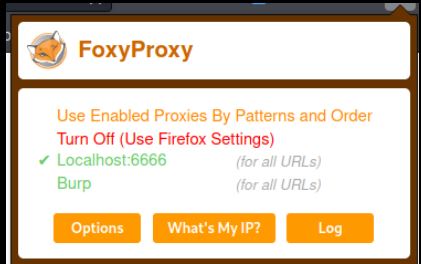 FoxyProxy
Use Enabled Proxies By Patterns and Order
Turn Off (Use Firefox Settings)
✔ Localhost:6666 (for all URLs)
Burp (for all URLs)
Options What's My IP? Log